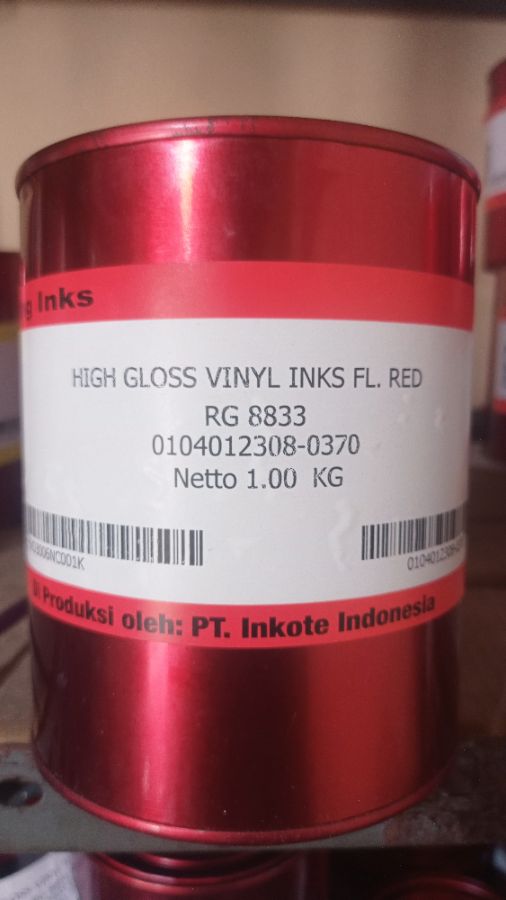 Inks
HIGH GLOSS VINYL INKS FL. RED
RG 8833
0104012308-0370
Netto 1.00 KG
Di Produksi oleh: PT. Inkote Indonesia